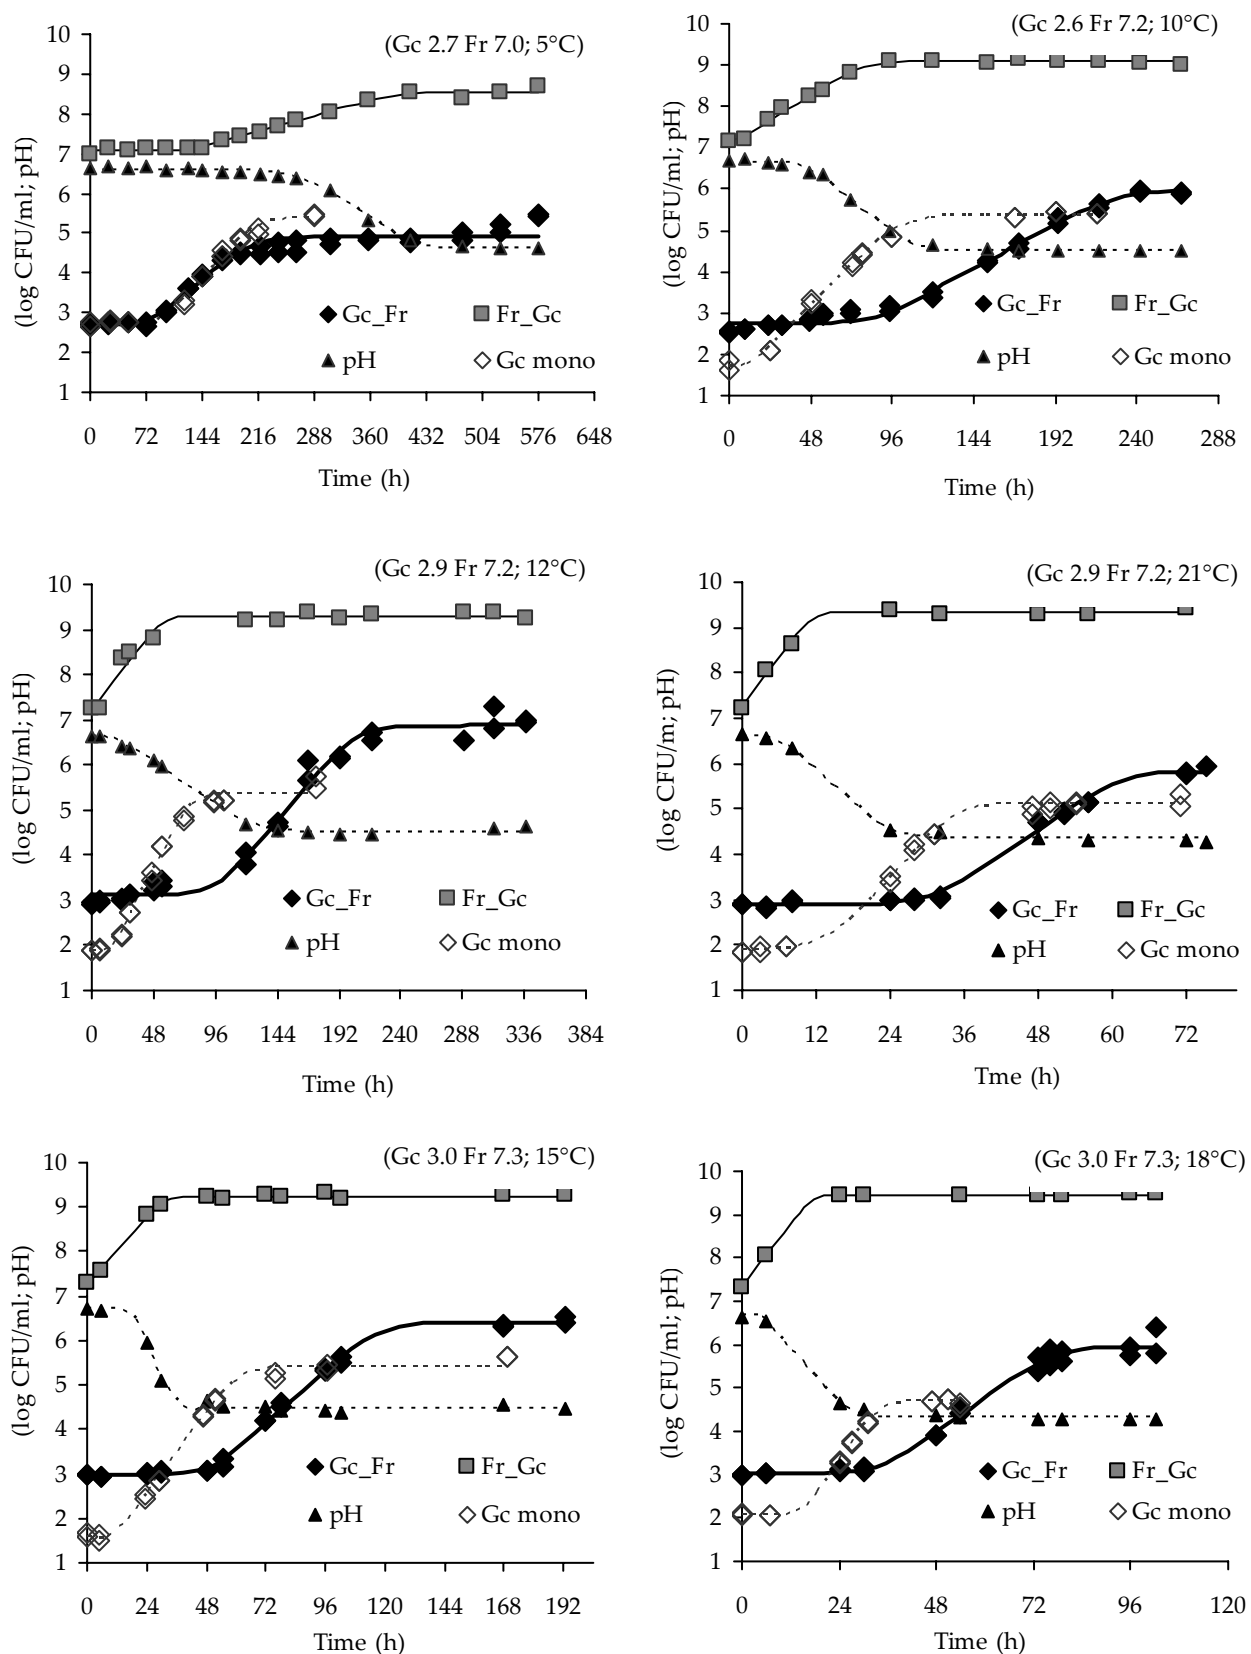 (Gc 2.7 Fr 7.0; 5°C)
10
9
8
7
6
5
4
3
2
1
(log CFU/ml; pH)
Gc_Fr Fr_Gc
pH Gc mono
0 72 144 216 288 360 432 504 576 648
Time (h)
(Gc 2.6 Fr 7.2; 10°C)
10
9
8
7
6
5
4
3
2
1
(log CFU/ml; pH)
Gc_Fr Fr_Gc
pH Gc mono
0 48 96 144 192 240 288
Time (h)
(Gc 2.9 Fr 7.2; 12°C)
10
9
8
7
6
5
4
3
2
1
(log CFU/ml; pH)
Gc_Fr Fr_Gc
pH Gc mono
0 48 96 144 192 240 288 336 384
Time (h)
(Gc 2.9 Fr 7.2; 21°C)
10
9
8
7
6
5
4
3
2
1
(log CFU/m; pH)
Gc_Fr Fr_Gc
pH Gc mono
0 12 24 36 48 60 72
Tme (h)
(Gc 3.0 Fr 7.3; 15°C)
10
9
8
7
6
5
4
3
2
1
(log CFU/ml; pH)
Gc_Fr Fr_Gc
pH Gc mono
0 24 48 72 96 120 144 168 192
Time (h)
(Gc 3.0 Fr 7.3; 18°C)
10
9
8
7
6
5
4
3
2
1
(log CFU/ml; pH)
Gc_Fr Fr_Gc
pH Gc mono
0 24 48 72 96 120
Time (h)